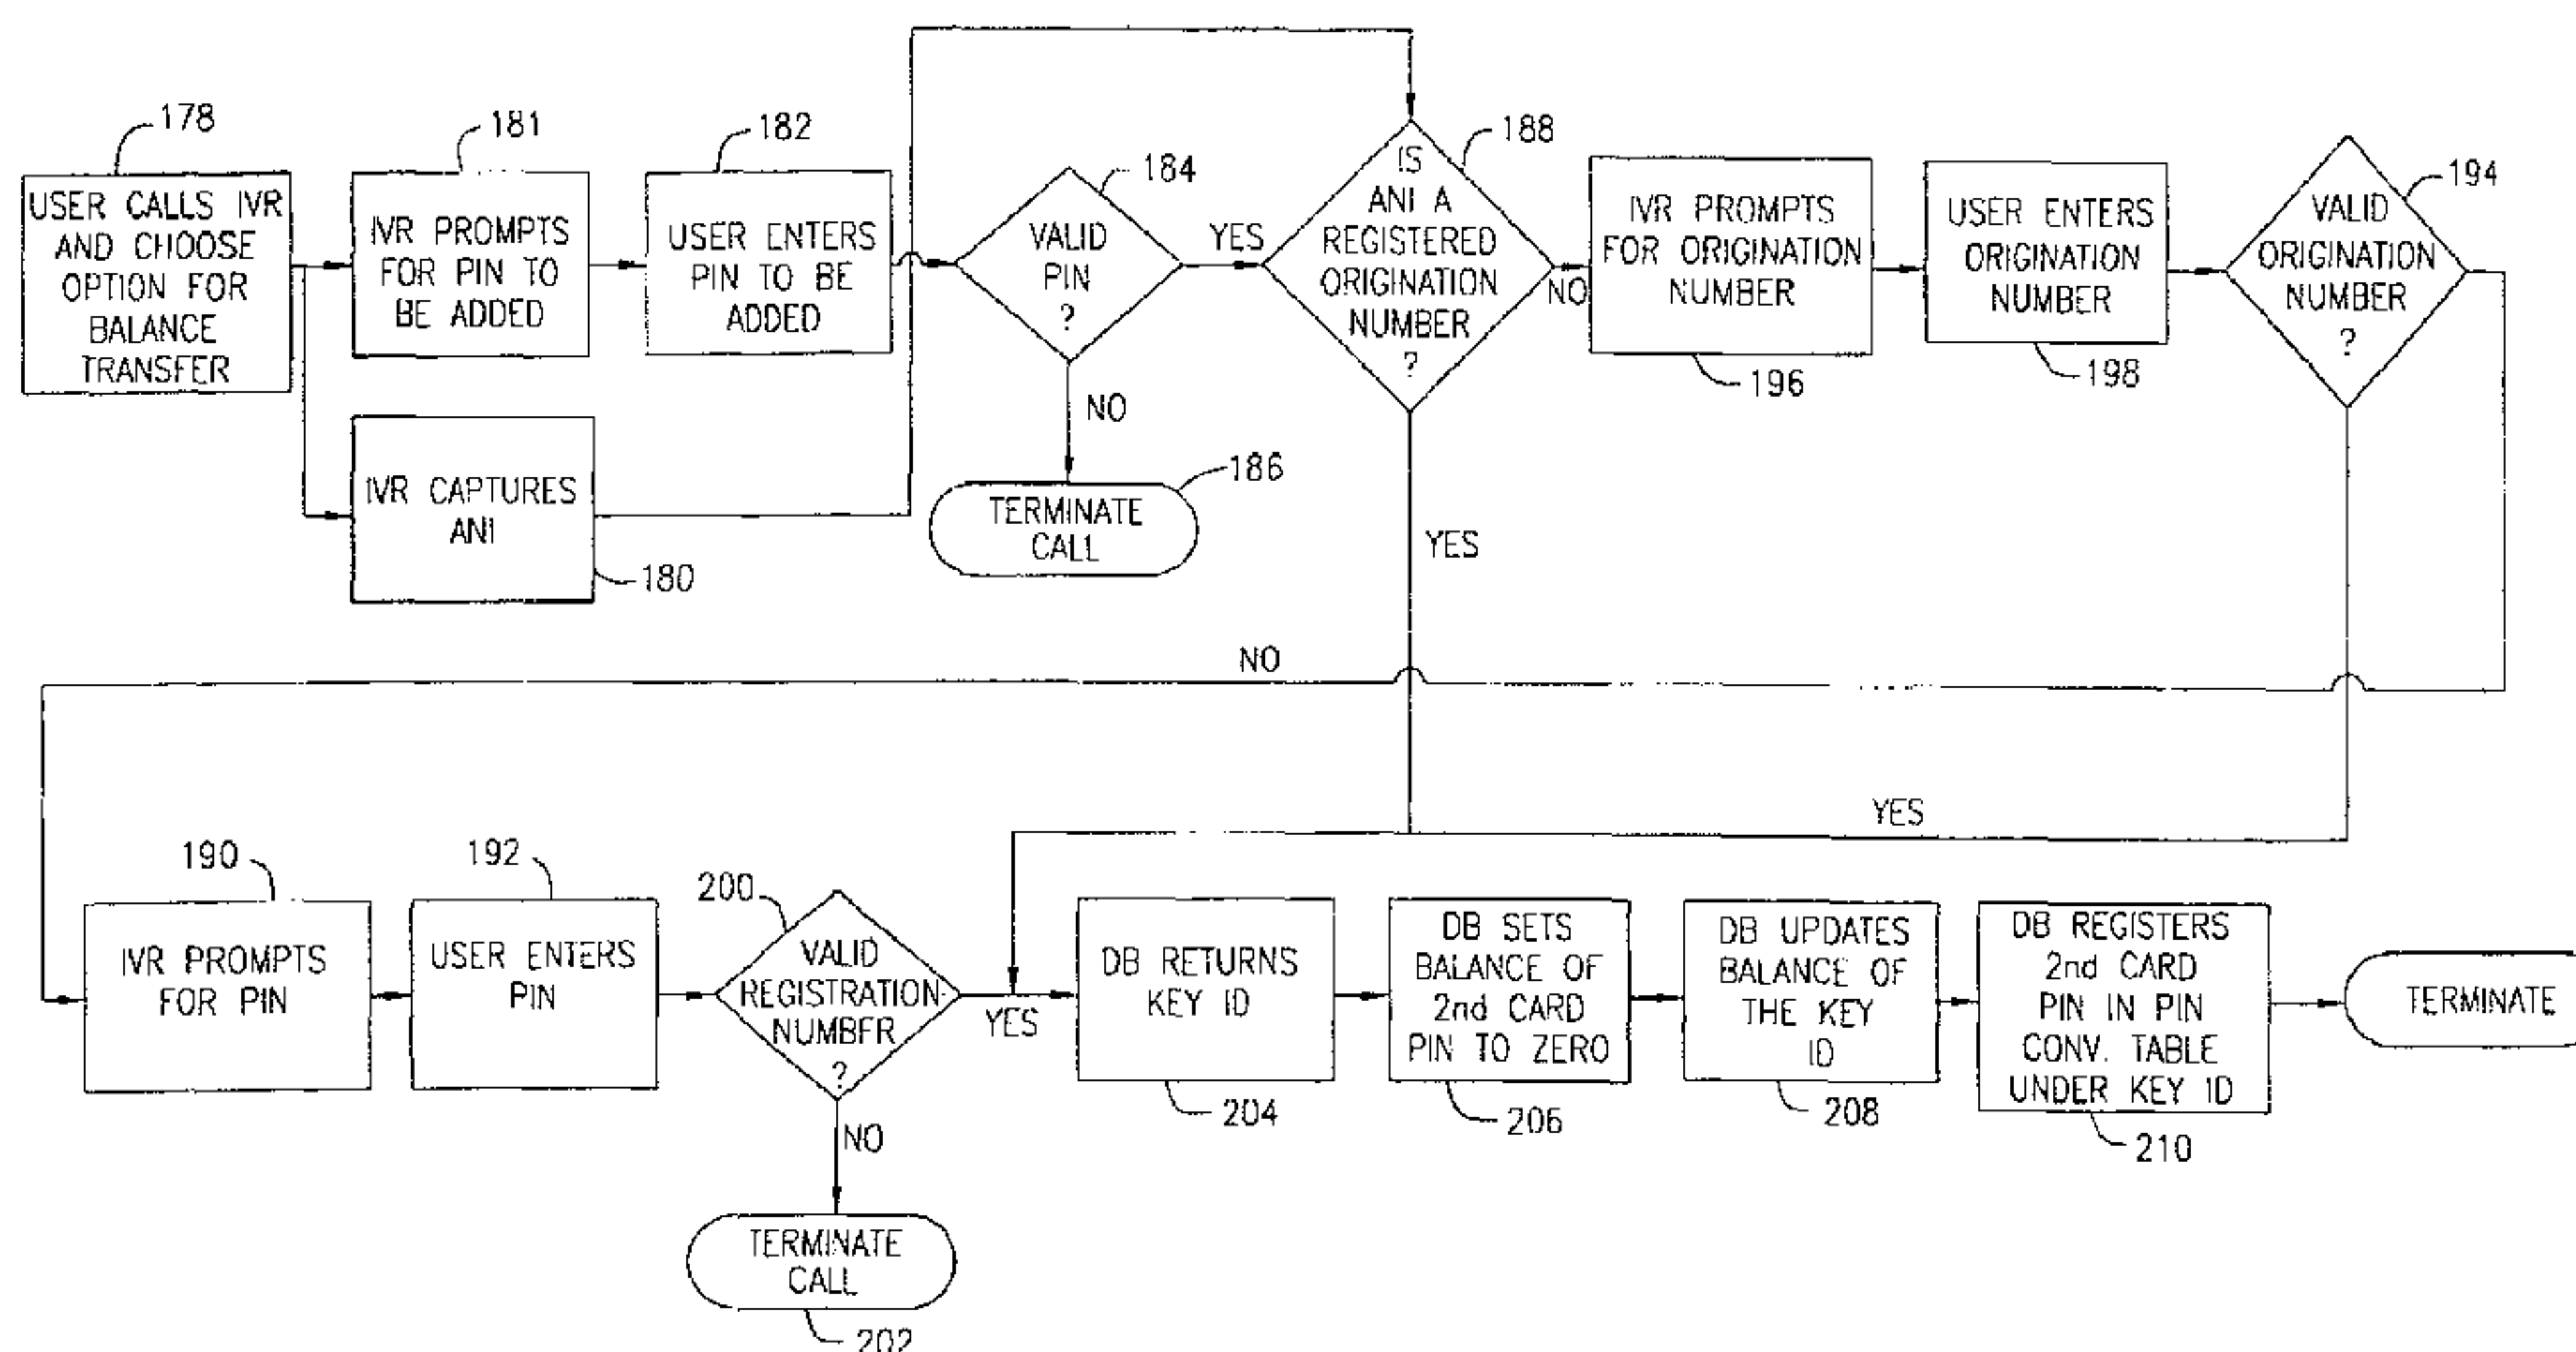 178
USER CALLS IVR
AND CHOOSE
OPTION FOR
BALANCE
TRANSFER
181
IVR PROMPTS
FOR PIN TO
BE ADDED
182
USER ENTERS
PIN TO BE
ADDED
184
VALID
PIN
?
YES
NO
186
TERMINATE
CALL
IVR CAPTURES
ANI
180
188
IS
ANI A
REGISTERED
ORIGINATION
NUMBER
?
NO
YES
IVR PROMPTS
FOR ORIGINATION
NUMBER
196
USER ENTERS
ORIGINATION
NUMBER
198
194
VALID
ORIGINATION
NUMBER
?
NO
YES
190
IVR PROMPTS
FOR PIN
192
USER ENTERS
PIN
200
VALID
REGISTRATION
NUMBER
?
YES
NO
TERMINATE
CALL
202
DB RETURNS
KEY ID
204
DB SETS
BALANCE OF
2nd CARD
PIN TO ZERO
206
DB UPDATES
BALANCE OF
THE KEY
ID
208
DB REGISTERS
2nd CARD
PIN IN PIN
CONV. TABLE
UNDER KEY ID
210
TERMINATE